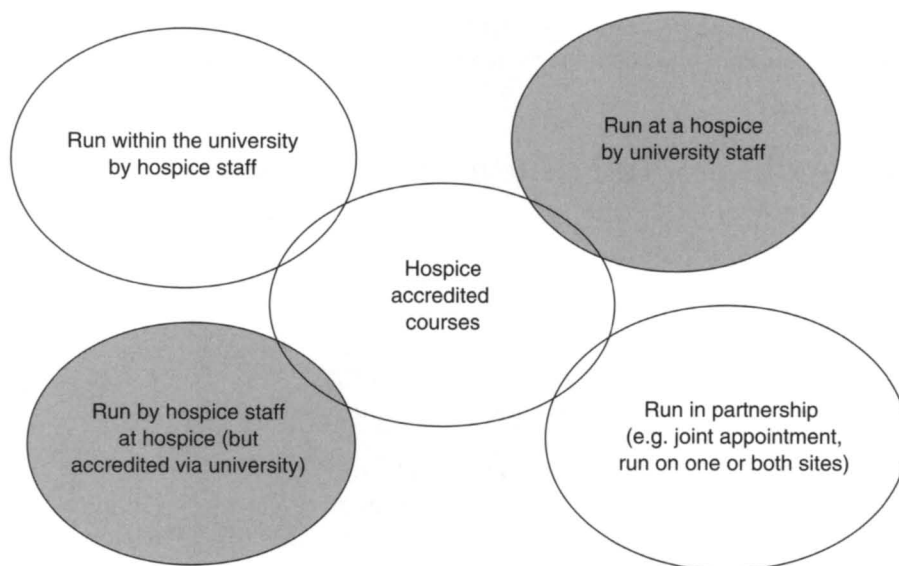 Run within the university
by hospice staff
Run at a hospice
by university staff
Hospice
accredited
courses
Run by hospice staff
at hospice (but
accredited via university)
Run in partnership
(e.g. joint appointment,
run on one or both sites)